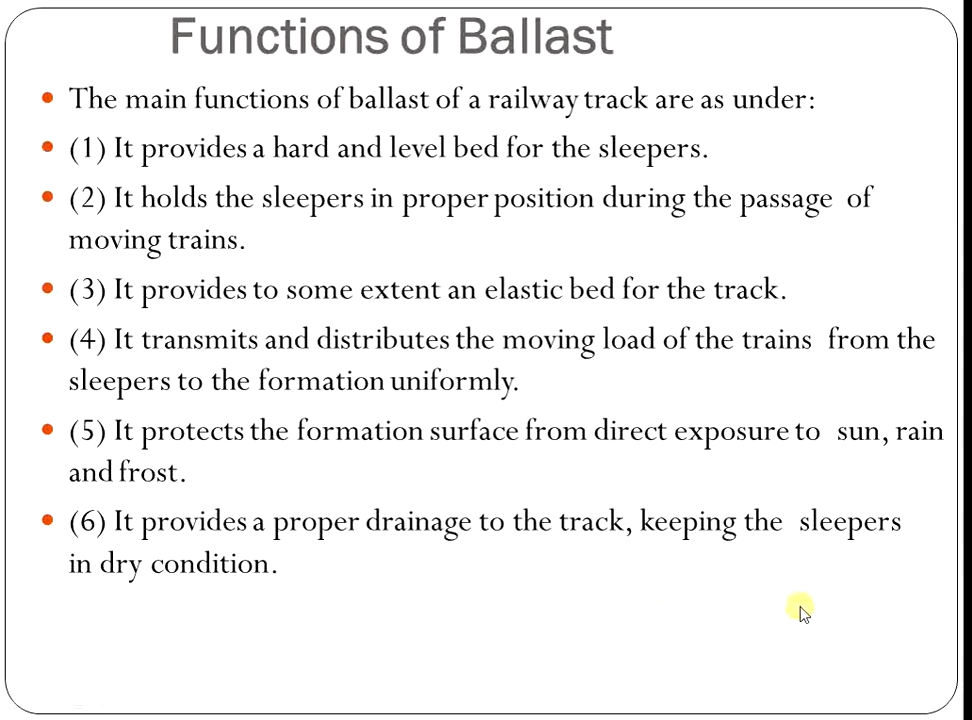 Functions of Ballast
• The main functions of ballast of a railway track are as under:
• (1) It provides a hard and level bed for the sleepers.
• (2) It holds the sleepers in proper position during the passage of
moving trains.
• (3) It provides to some extent an elastic bed for the track.
• (4) It transmits and distributes the moving load of the trains from the
sleepers to the formation uniformly.
• (5) It protects the formation surface from direct exposure to sun, rain
and frost.
• (6) It provides a proper drainage to the track, keeping the sleepers
in dry condition.